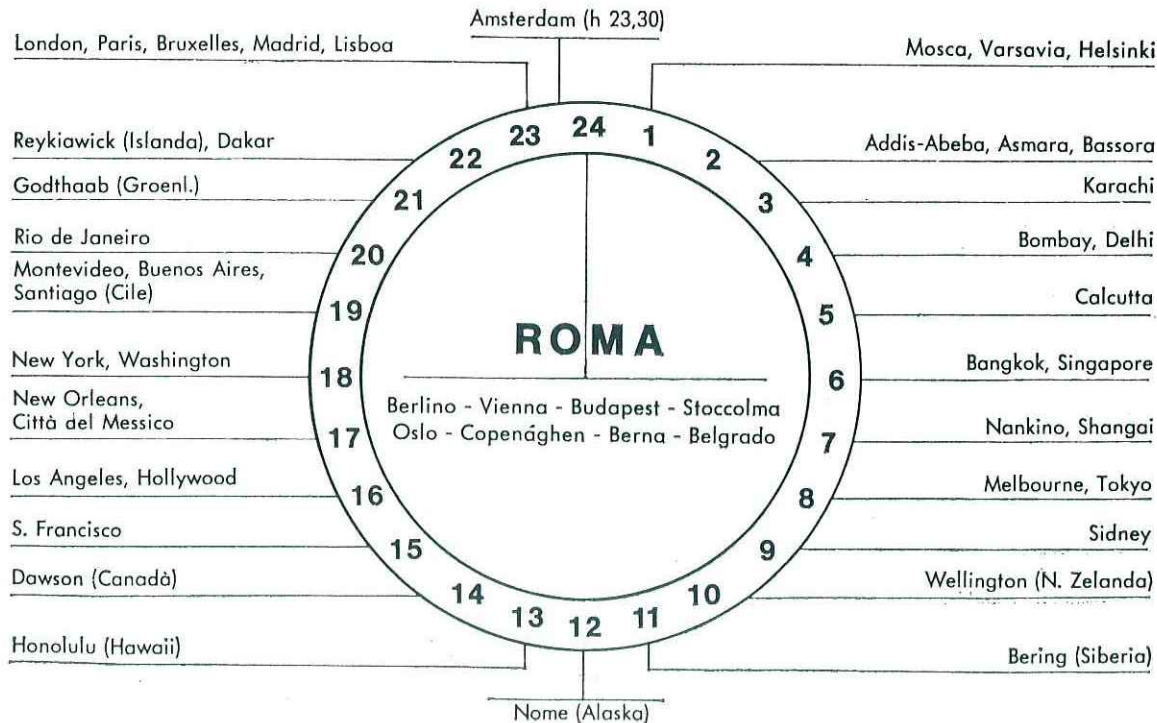 Amsterdam (h 23,30)
London, Paris, Bruxelles, Madrid, Lisboa
Mosca, Varsavia, Helsinki
Reykiawick (Islanda), Dakar
Addis-Abeba, Asmara, Bassora
Godthaab (Groenl.)
Karachi
Rio de Janeiro
Bombay, Delhi
Montevideo, Buenos Aires,
Santiago (Cile)
Calcutta
New York, Washington
Bangkok, Singapore
New Orleans,
Città del Messico
Nankino, Shangai
Los Angeles, Hollywood
Melbourne, Tokyo
S. Francisco
Sidney
Dawson (Canadà)
Wellington (N. Zelanda)
Honolulu (Hawaii)
Bering (Siberia)
Nome (Alaska)
24
1
2
3
4
5
6
7
8
9
10
11
12
13
14
15
16
17
18
19
20
21
22
23
ROMA
Berlino - Vienna - Budapest - Stoccolma
Oslo - Copenághen - Berna - Belgrado